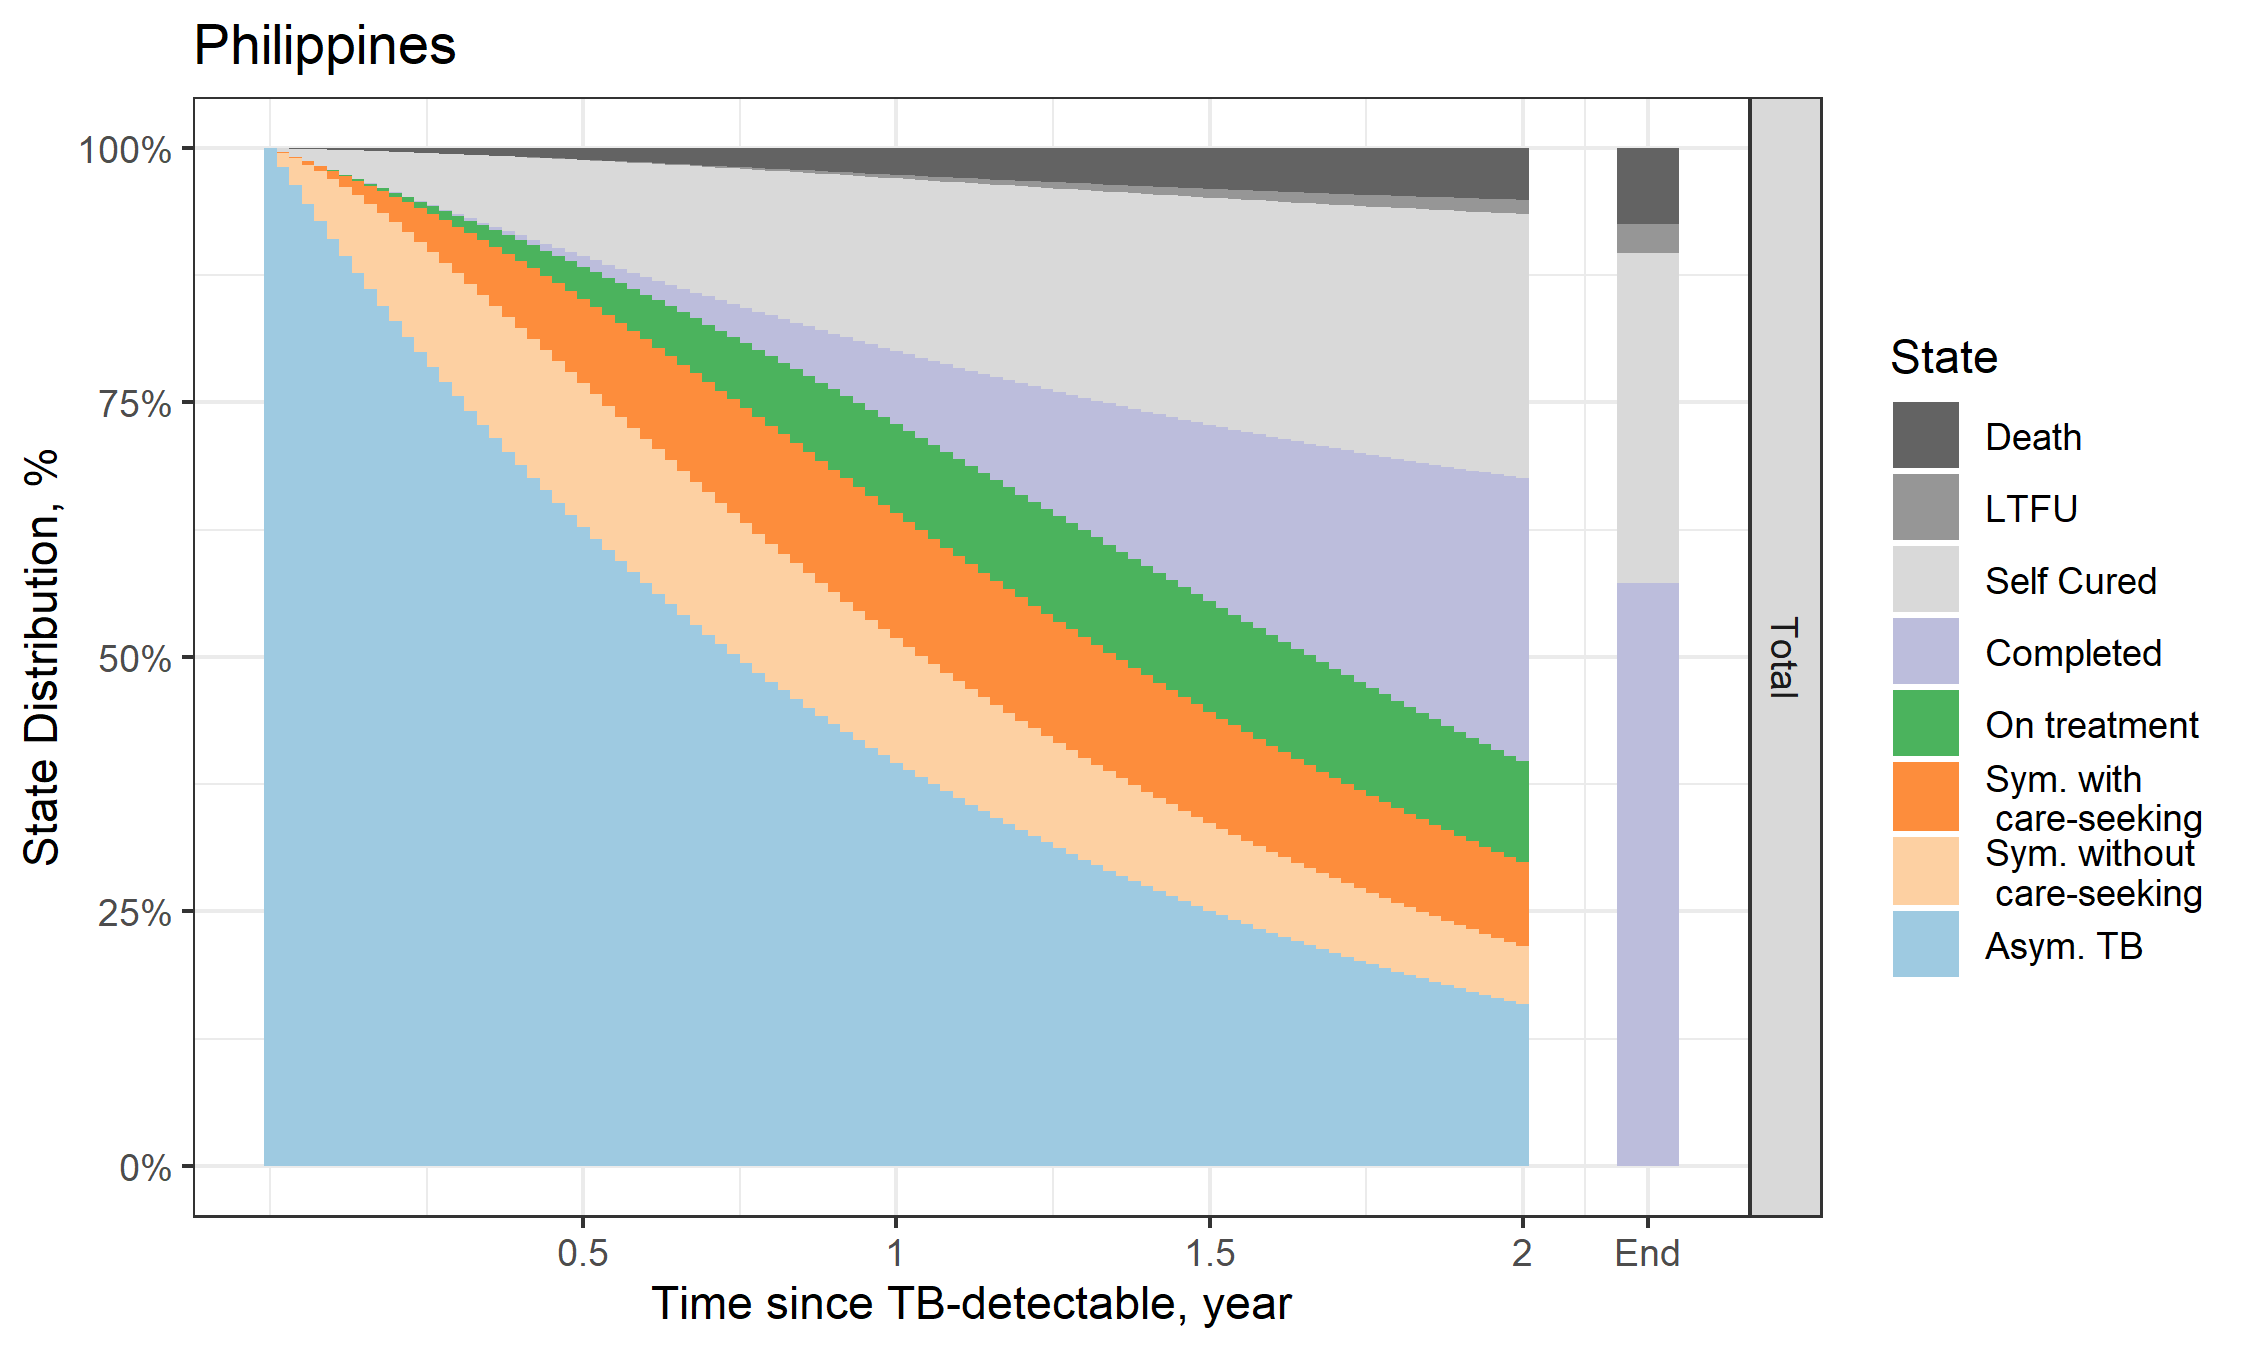 Philippines
State Distribution, %
100%
75%
50%
25%
0%
0.5
1
1.5
2
End
Time since TB-detectable, year
Total
State
Death
LTFU
Self Cured
Completed
On treatment
Sym. with
care-seeking
Sym. without
care-seeking
Asym. TB